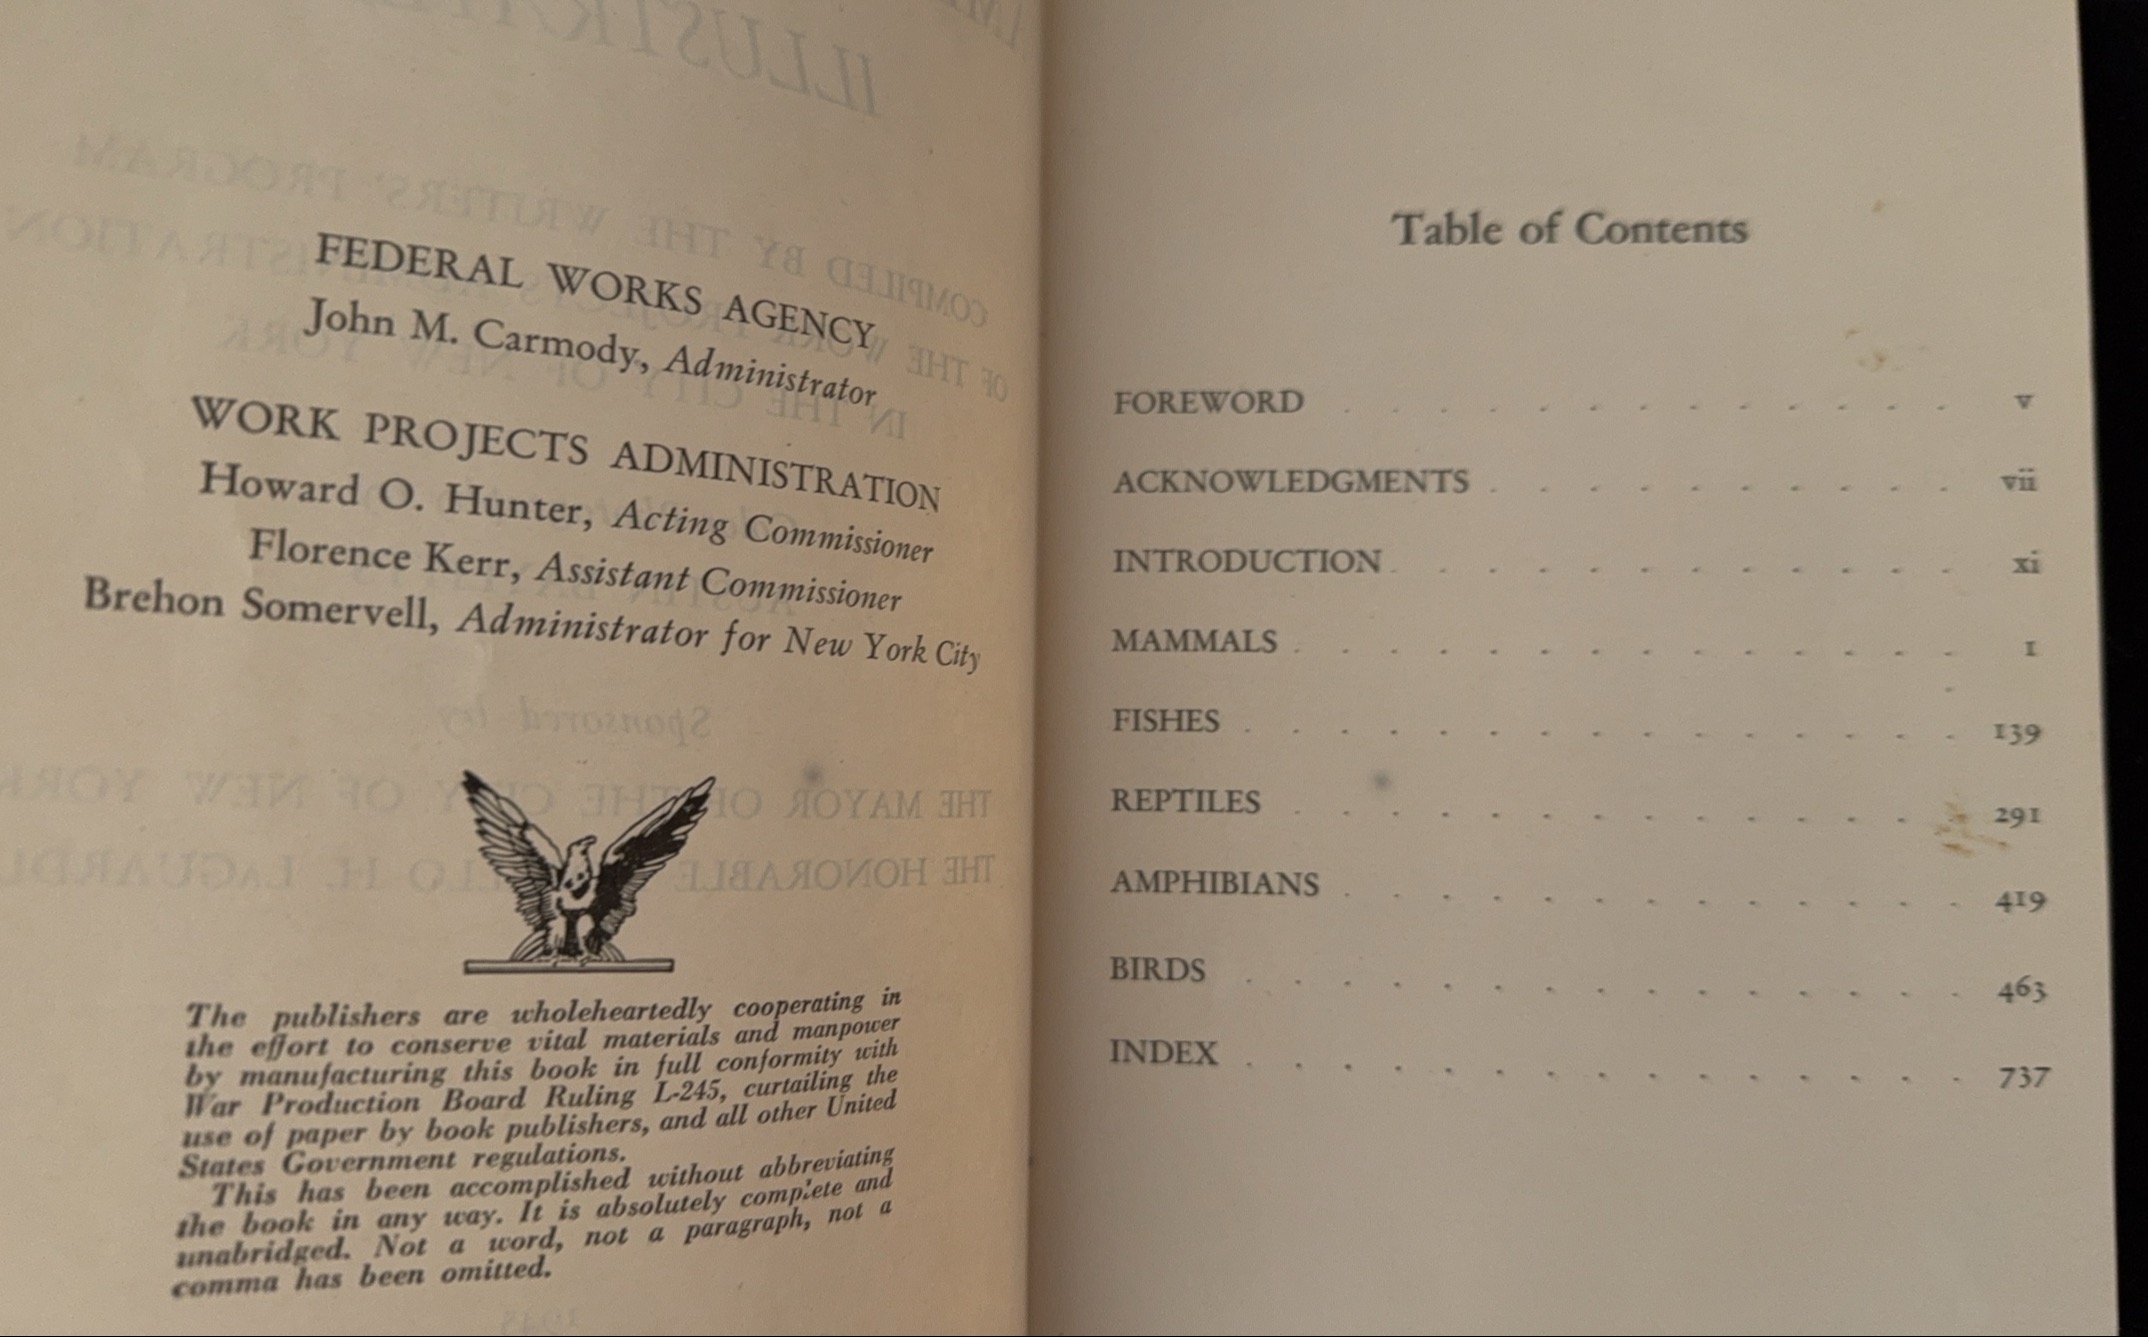 FEDERAL WORKS AGENCY
John M. Carmody, Administrator
WORK PROJECTS ADMINISTRATION
Howard O. Hunter, Acting Commissioner
Florence Kerr, Assistant Commissioner
Brehon Somervell, Administrator for New York City
The publishers are wholeheartedly cooperating in
the effort to conserve vital materials and manpower
by manufacturing this book in full conformity with
War Production Board Ruling L-245, curtailing the
use of paper by book publishers, and all other United
States Government regulations.
This has been accomplished without abbreviating
the book in any way. It is absolutely complete and
unabridged. Not a word, not a paragraph, not a
comma has been omitted.
Table of Contents
FOREWORD . . . . . . . . . . . . . v
ACKNOWLEDGMENTS . . . . . . . . . . vii
INTRODUCTION . . . . . . . . . . . . xi
MAMMALS . . . . . . . . . . . . . . 1
FISHES . . . . . . . . . . . . . . . 139
REPTILES . . . . . . . . . . . . . 291
AMPHIBIANS . . . . . . . . . . . . . 419
BIRDS . . . . . . . . . . . . . . . 463
INDEX . . . . . . . . . . . . . . . 737